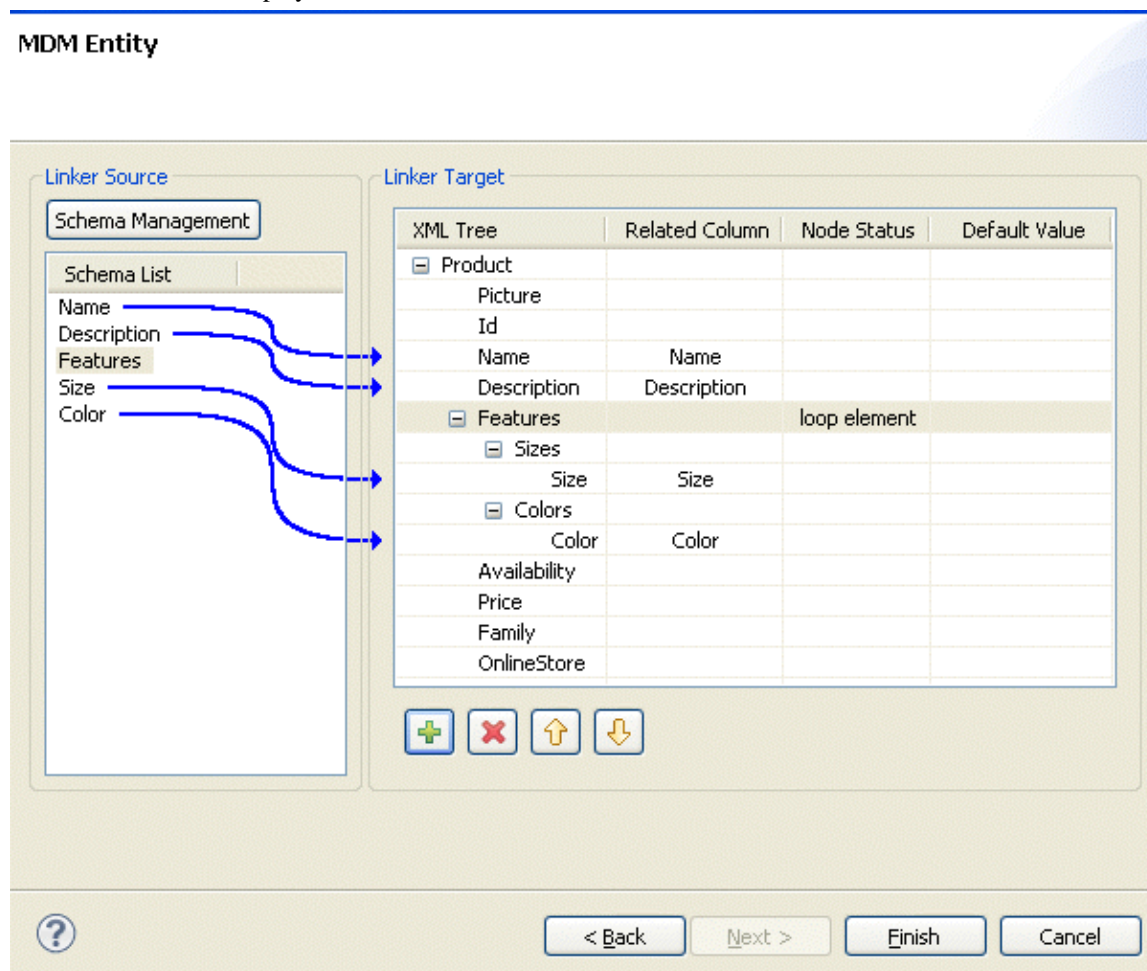 MDM Entity
Linker Source
Schema Management
Schema List
Name
Description
Features
Size
Color
Linker Target
XML Tree Related Column Node Status Default Value
Product
Picture
Id
Name Name
Description Description
Features loop element
Sizes
Size Size
Colors
Color Color
Availability
Price
Family
OnlineStore
< Back Next > Finish Cancel